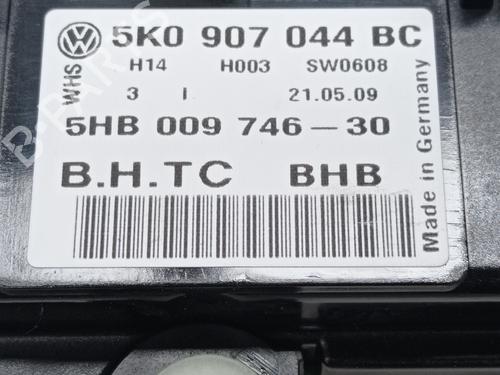 5K0 907 044 BC
H14 H003 SW0608
3 I 21.05.09
5HB 009 746-30
B.H.TC BHB
WHS
Made in Germany